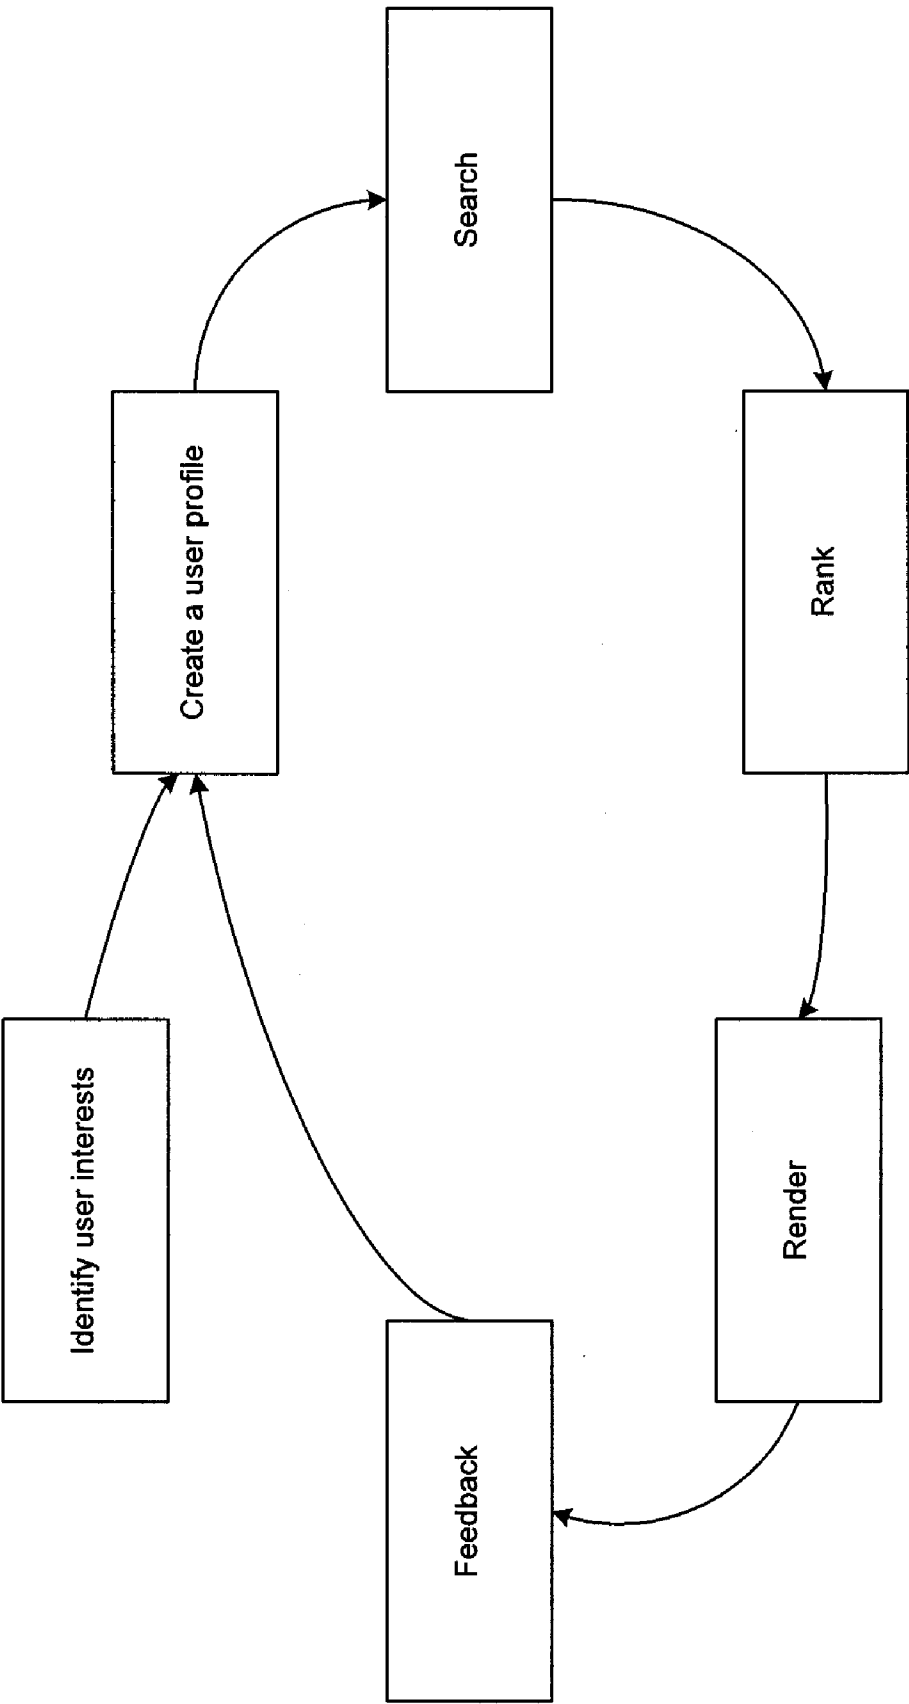 Identify user interests
Create a user profile
Search
Rank
Render
Feedback